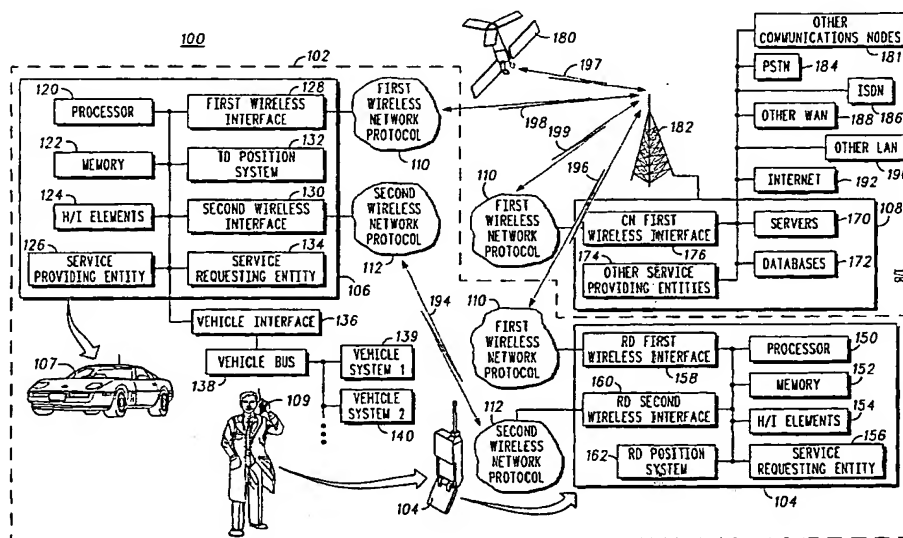 100
102
120
PROCESSOR
122
MEMORY
124
H/I ELEMENTS
126
SERVICE
PROVIDING ENTITY
128
FIRST WIRELESS
INTERFACE
132
TD POSITION
SYSTEM
130
SECOND WIRELESS
INTERFACE
134
SERVICE
REQUESTING ENTITY
106
FIRST
WIRELESS
NETWORK
PROTOCOL
110
SECOND
WIRELESS
NETWORK
PROTOCOL
112
VEHICLE INTERFACE
136
VEHICLE BUS
138
139
VEHICLE
SYSTEM 1
VEHICLE
SYSTEM 2
140
107
109
104
194
180
197
198
199
196
182
110
FIRST
WIRELESS
NETWORK
PROTOCOL
110
FIRST
WIRELESS
NETWORK
PROTOCOL
112
SECOND
WIRELESS
NETWORK
PROTOCOL
OTHER
COMMUNICATIONS
NODES
181
PSTN
184
ISDN
186
OTHER WAN
188
OTHER LAN
190
INTERNET
192
CN FIRST
WIRELESS INTERFACE
176
174
OTHER SERVICE
PROVIDING
ENTITIES
SERVERS
170
DATABASES
172
108
RD FIRST
WIRELESS INTERFACE
158
160
RD SECOND
WIRELESS INTERFACE
162
RD POSITION
SYSTEM
PROCESSOR
150
MEMORY
152
H/I ELEMENTS
154
156
SERVICE
REQUESTING ENTITY
104